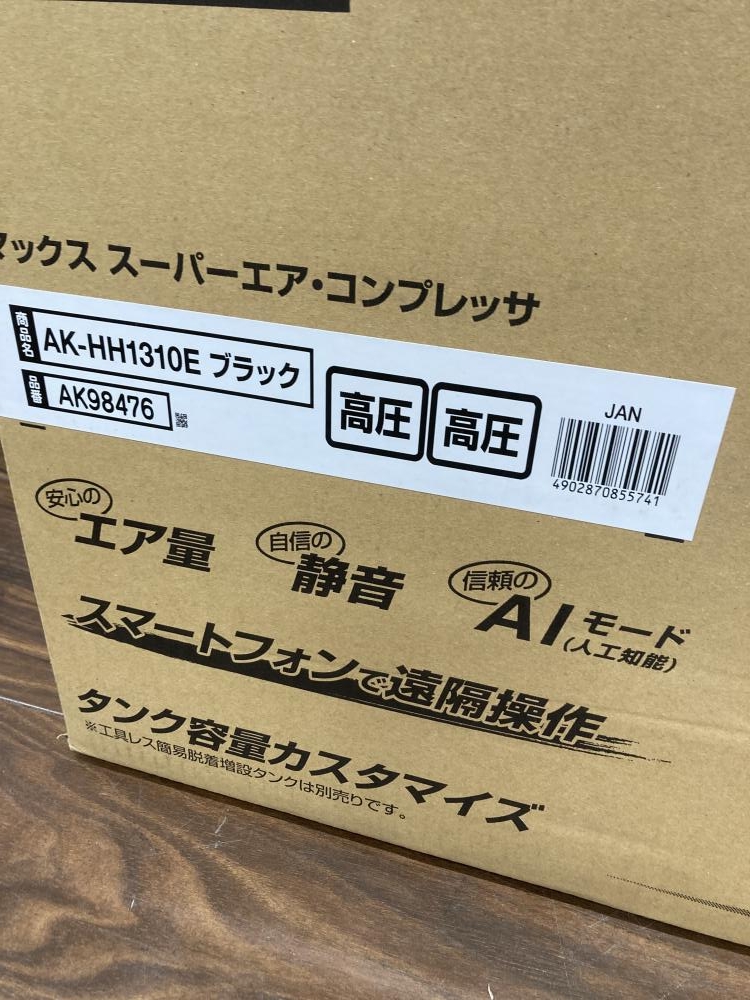 マックス スーパーエア・コンプレッサ
商品名 AK-HH1310E ブラック
品番 AK98476
高圧 高圧
JAN
4902870855741
安心の エア量
自信の 静音
信頼の AIモード(人工知能)
スマートフォンで遠隔操作
タンク容量カスタマイズ
※工具レス簡易脱着増設タンクは別売りです。